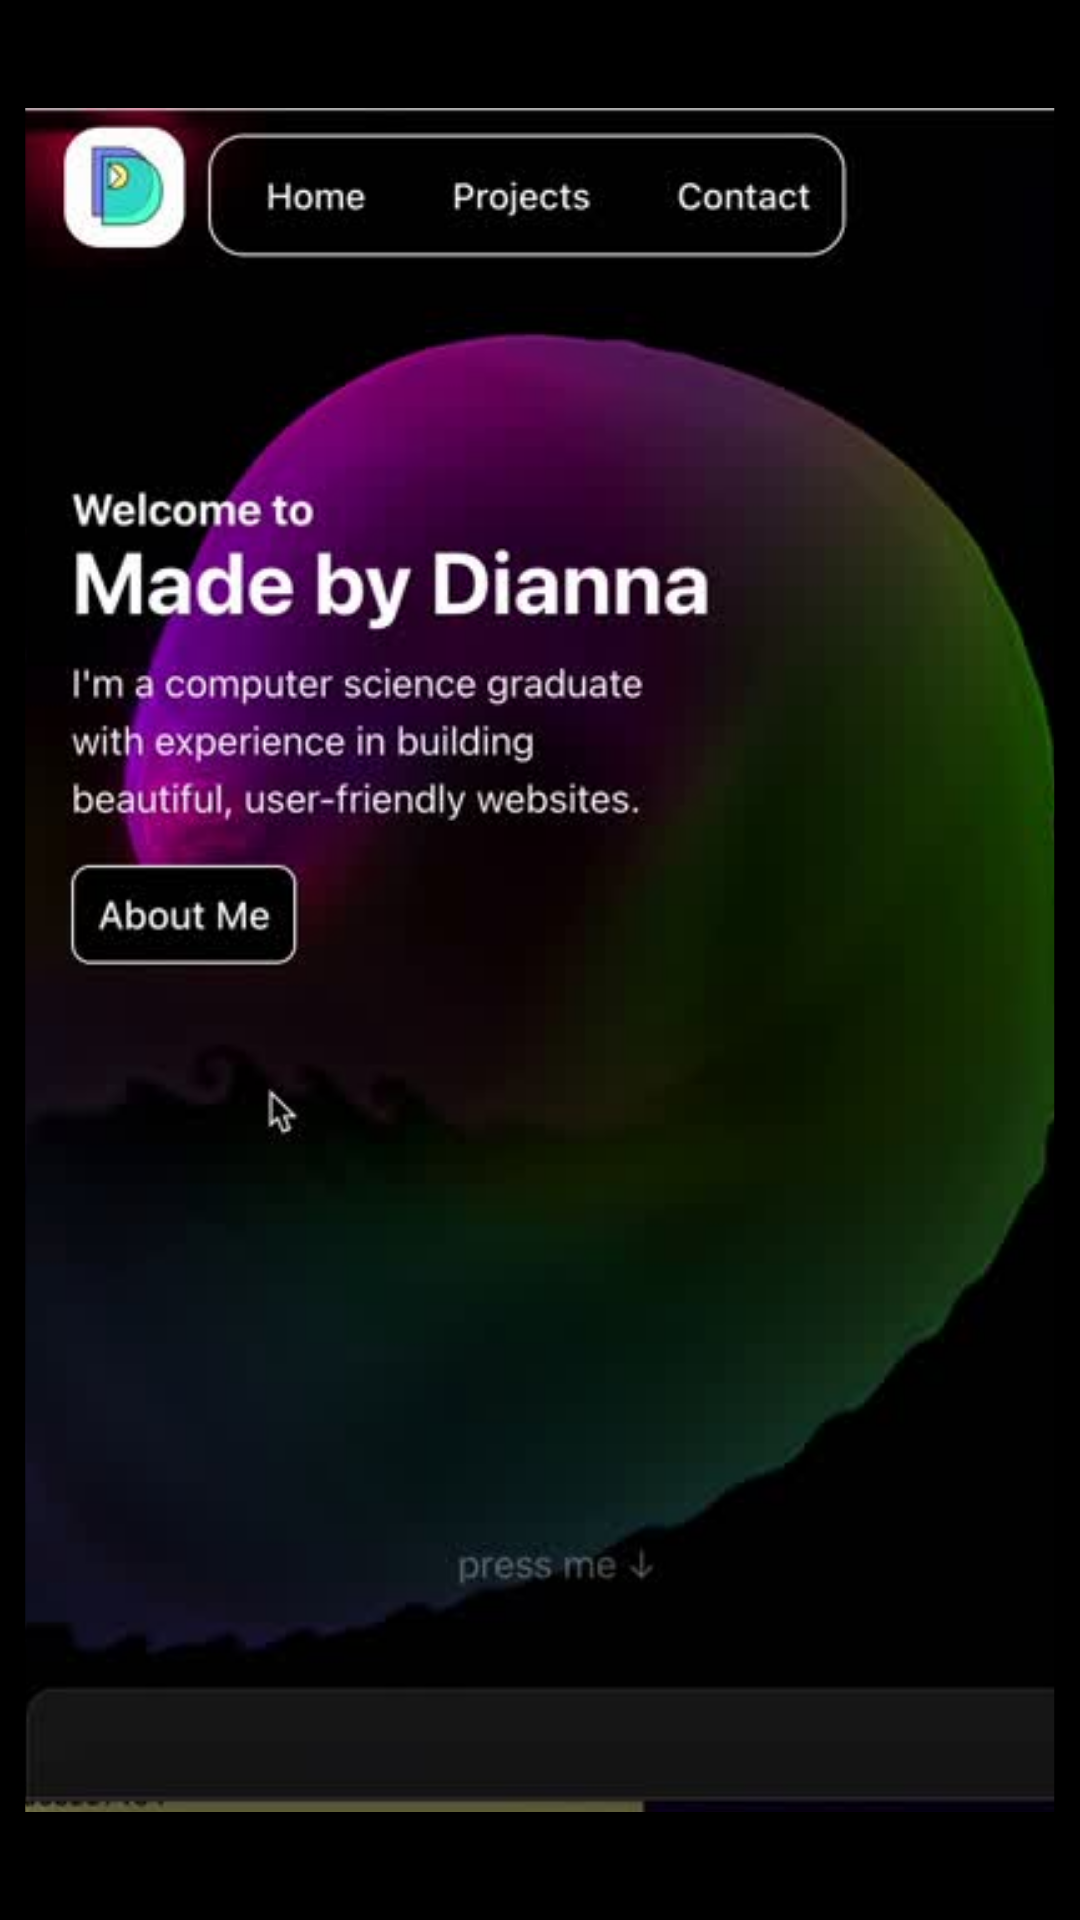 Home Projects Contact
Welcome to
Made by Dianna
I'm a computer science graduate
with experience in building
beautiful, user-friendly websites.
About Me
press me ↓